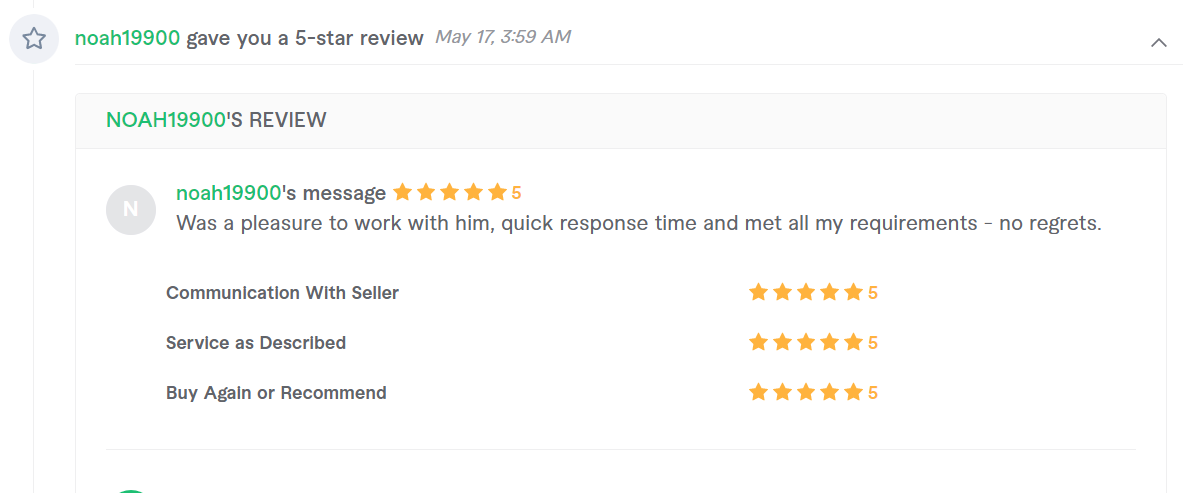 noah19900 gave you a 5-star review May 17, 3:59 AM
NOAH19900'S REVIEW
N
noah19900's message 5
Was a pleasure to work with him, quick response time and met all my requirements - no regrets.
Communication With Seller 5
Service as Described 5
Buy Again or Recommend 5